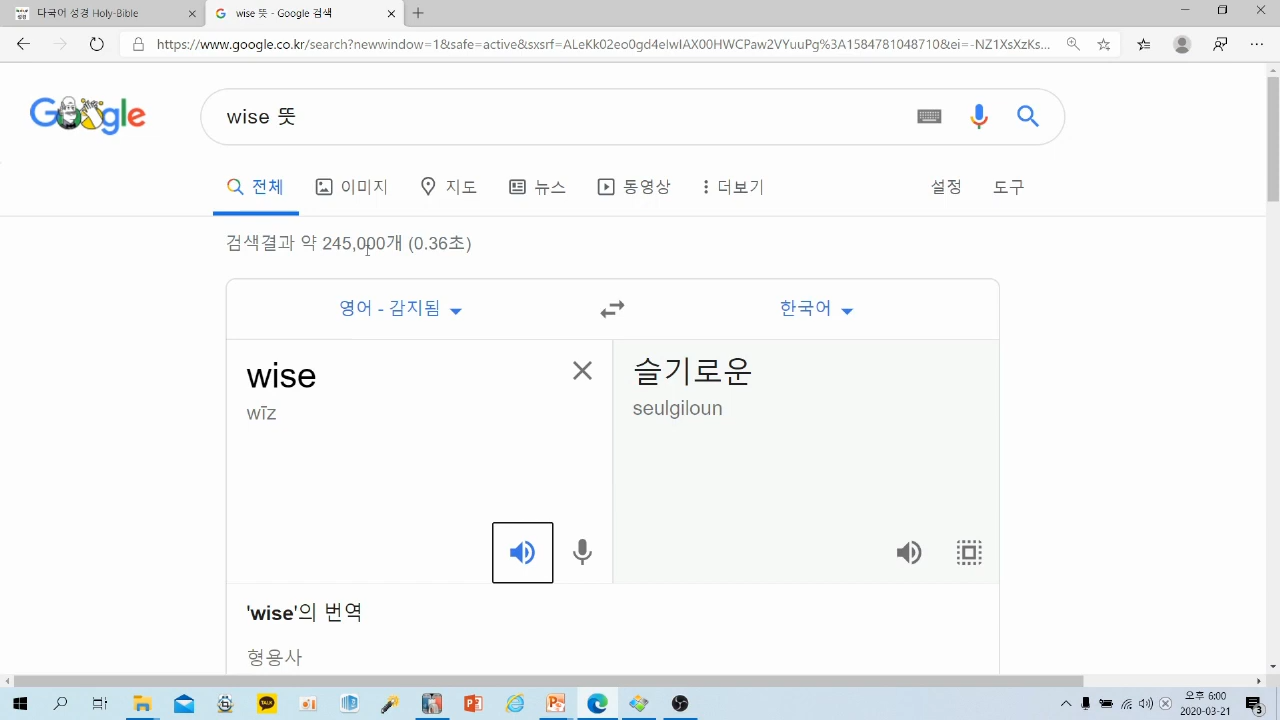 다국어 성경 Holy-Bible
wise 뜻 - Google 검색
https://www.google.co.kr/search?newwindow=1&safe=active&sxsrf=ALeKk02eo0gd4eIwIAX00HWCPaw2VYuuPg%3A1584781048710&ei=-NZ1XsXzKs...
Google
wise 뜻
전체 이미지 지도 뉴스 동영상 더보기 설정 도구
검색결과 약 245,000개 (0.36초)
영어 - 감지됨 한국어
wise 슬기로운
wīz seulgiloun
'wise'의 번역
형용사
오후 6:00
2020-03-21